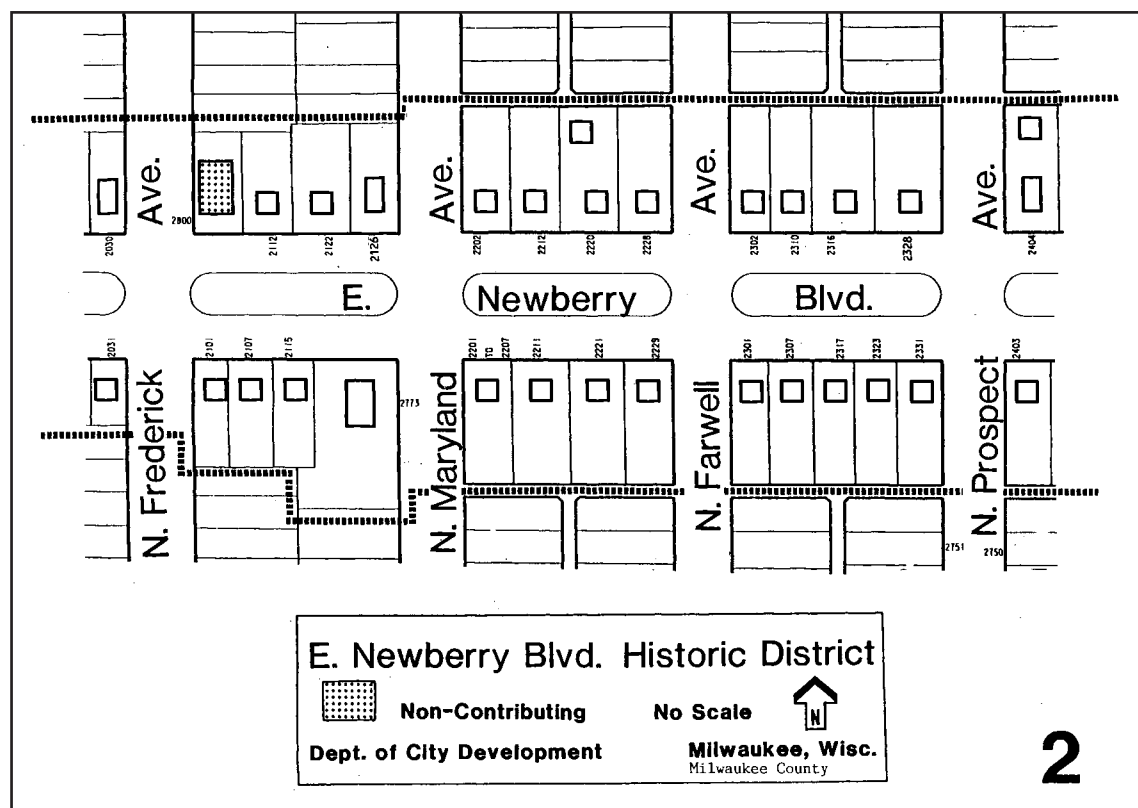 2030
2800
2112
2122
2126
2202
2212
2220
2228
2302
2310
2316
2328
2404
Ave.
Ave.
Ave.
Ave.
E. Newberry Blvd.
2031
2101
2107
2115
2773
2201
TO
2207
2211
2221
2229
2301
2307
2317
2323
2331
2403
N. Frederick
N. Maryland
N. Farwell
N. Prospect
2751
2750
E. Newberry Blvd. Historic District
Non-Contributing
No Scale
N
Dept. of City Development
Milwaukee, Wisc.
Milwaukee County
2